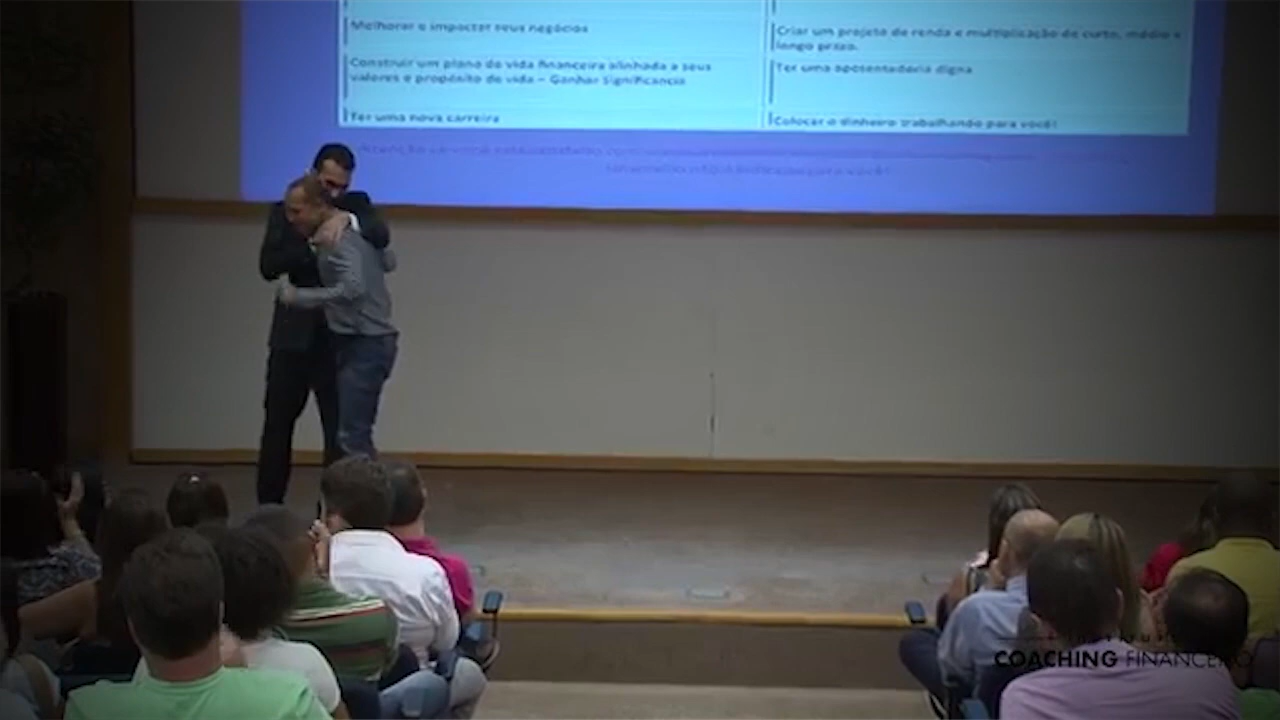 Melhorar e impactar seus negócios
Construir um plano de vida financeira alinhada a seus
valores e propósito de vida – Ganhar Significancia
Ter uma nova carreira
Criar um projeto de renda e multiplicação de curto, médio e
longo prazo.
Ter uma aposentadoria digna
Colocar o dinheiro trabalhando para você!
COACHING FINANCEIRO